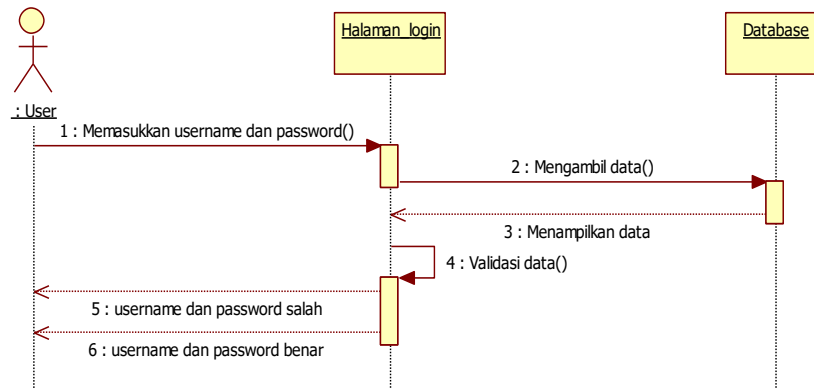 Halaman_login
Database
: User
1 : Memasukkan username dan password()
2 : Mengambil data()
3 : Menampilkan data
4 : Validasi data()
5 : username dan password salah
6 : username dan password benar